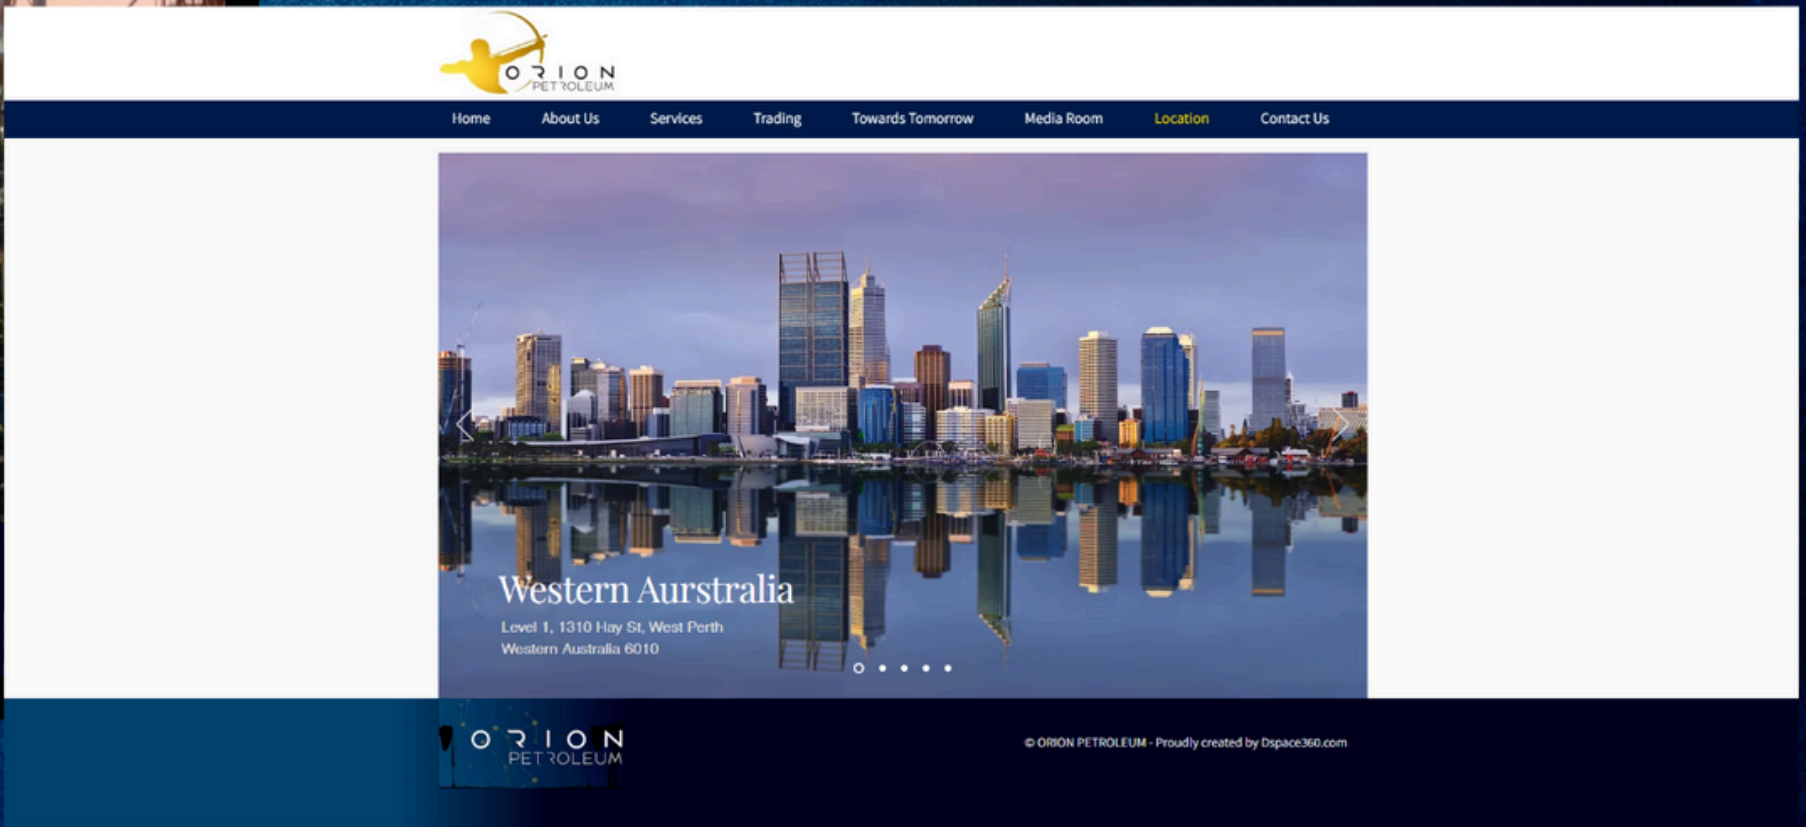 ORION
PETROLEUM
Home About Us Services Trading Towards Tomorrow Media Room Location Contact Us
Western Aurstralia
Level 1, 1310 Hay St, West Perth
Western Australia 6010
ORION
PETROLEUM
© ORION PETROLEUM - Proudly created by Dspace360.com